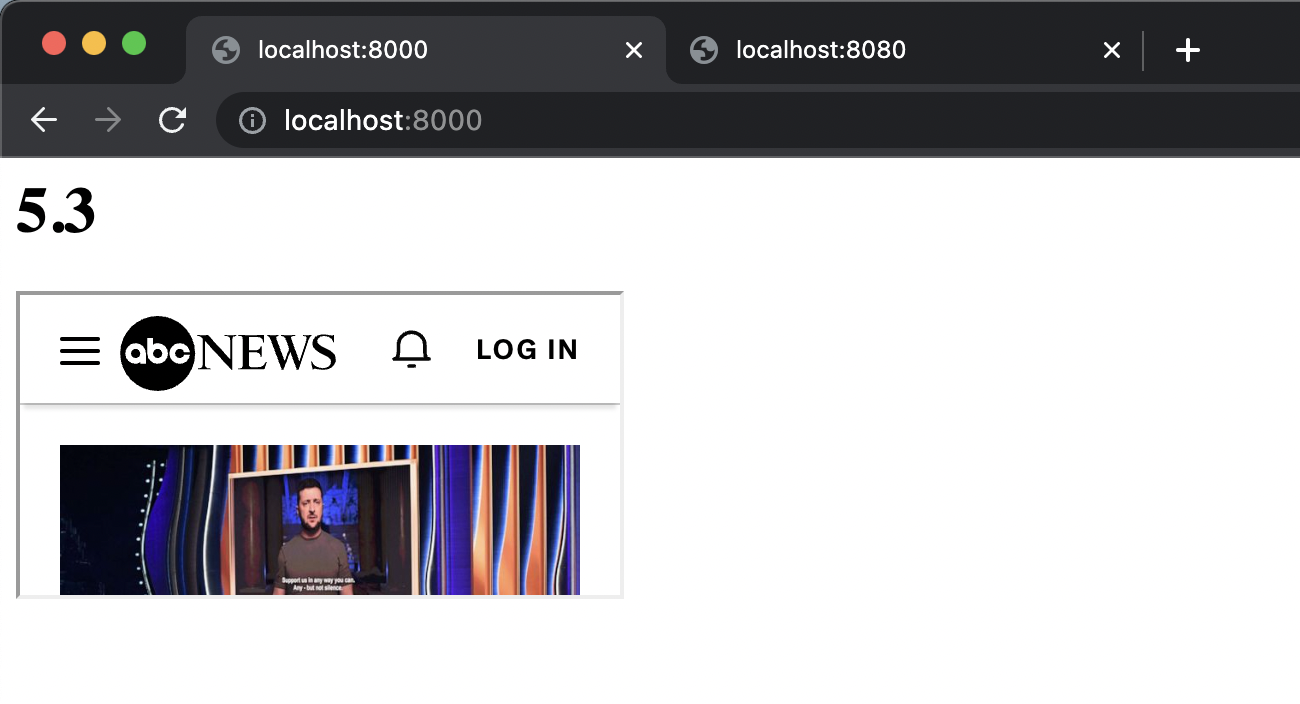 localhost:8000
localhost:8080
localhost:8000
5.3
abc NEWS
LOG IN
Support us in any way you can.
Any - but not silence.